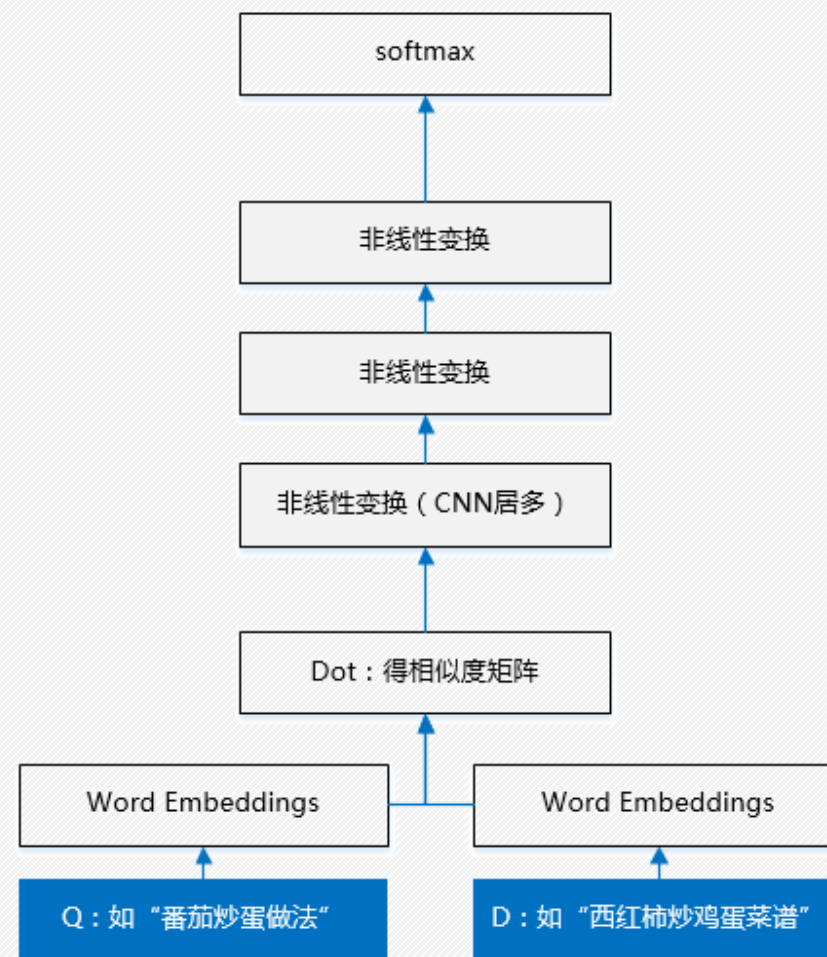 softmax
非线性变换
非线性变换
非线性变换（CNN居多）
Dot：得相似度矩阵
Word Embeddings
Word Embeddings
Q：如“番茄炒蛋做法”
D：如“西红柿炒鸡蛋菜谱”